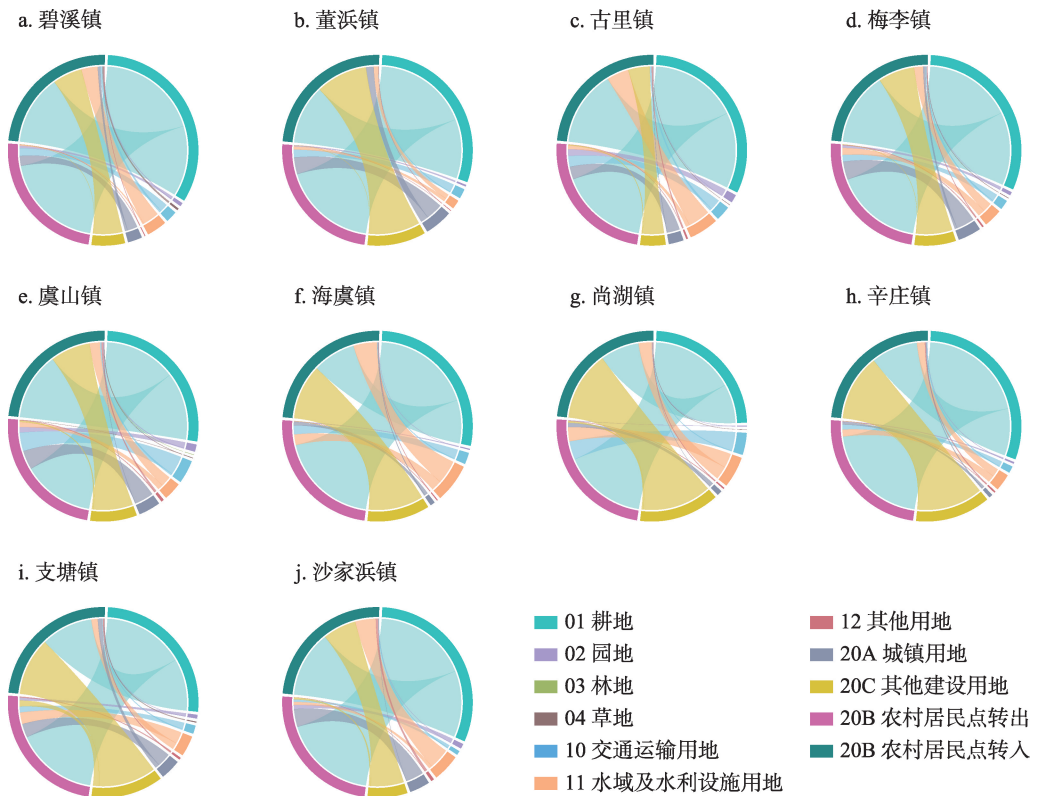 a. 碧溪镇
b. 董浜镇
c. 古里镇
d. 梅李镇
e. 虞山镇
f. 海虞镇
g. 尚湖镇
h. 辛庄镇
i. 支塘镇
j. 沙家浜镇
01 耕地
02 园地
03 林地
04 草地
10 交通运输用地
11 水域及水利设施用地
12 其他用地
20A 城镇用地
20C 其他建设用地
20B 农村居民点转出
20B 农村居民点转入